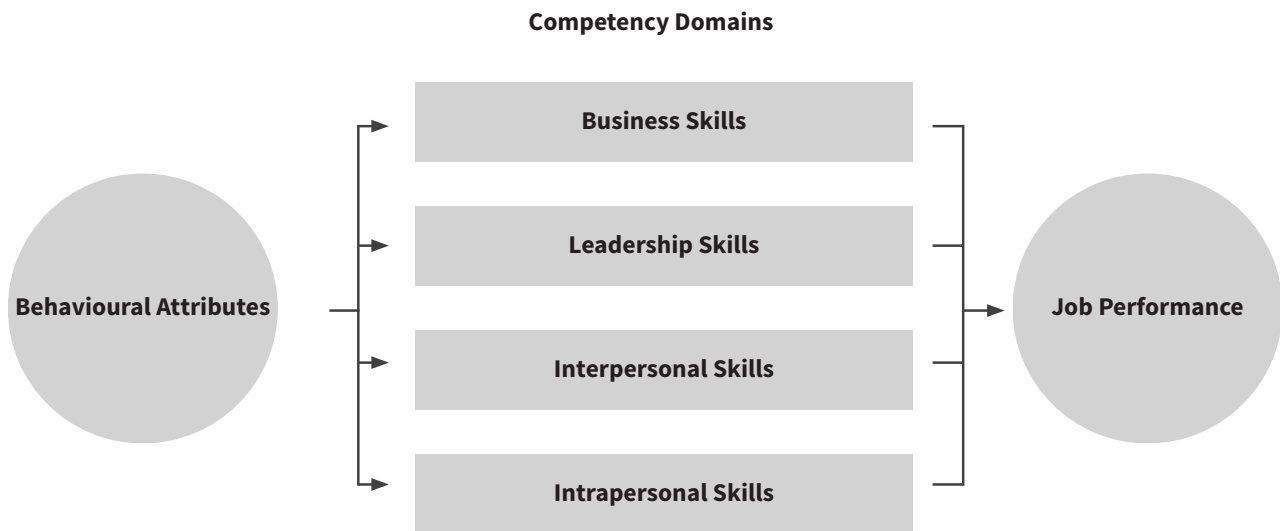 Competency Domains
Business Skills
Leadership Skills
Behavioural Attributes
Job Performance
Interpersonal Skills
Intrapersonal Skills